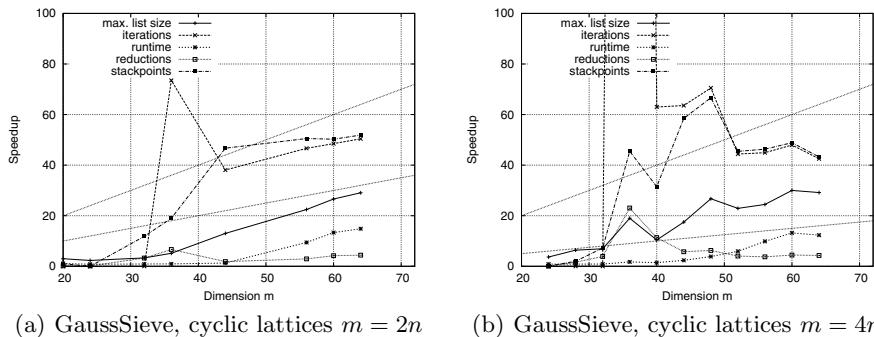 100
80
60
40
20
0
Speedup
max. list size
iterations
runtime
reductions
stackpoints
20 30 40 50 60 70
Dimension m
(a) GaussSieve, cyclic lattices m = 2n
100
80
60
40
20
0
Speedup
max. list size
iterations
runtime
reductions
stackpoints
20 30 40 50 60 70
Dimension m
(b) GaussSieve, cyclic lattices m = 4n